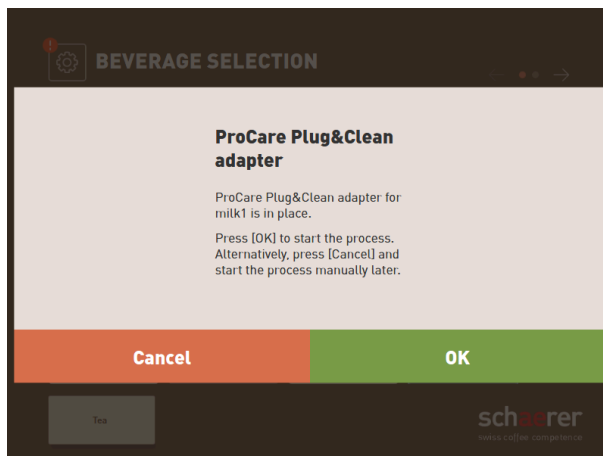 BEVERAGE SELECTION
ProCare Plug&Clean
adapter
ProCare Plug&Clean adapter for
milk1 is in place.
Press [OK] to start the process.
Alternatively, press [Cancel] and
start the process manually later.
Cancel
OK
Tea
schaerer
swiss coffee competence